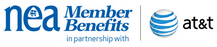 nea Member
Benefits
in partnership with
at&t